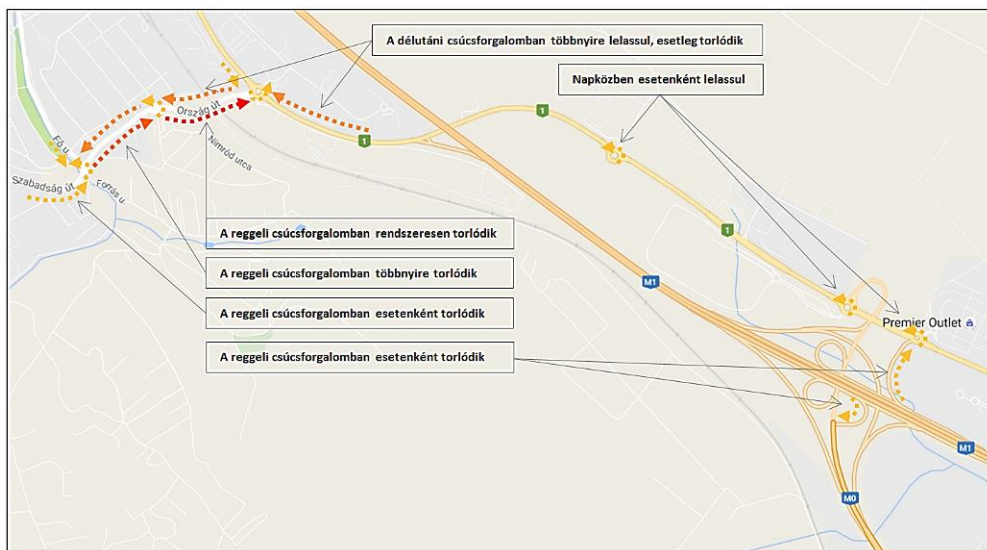 A délutáni csúcsforgalomban többnyire lelassul, esetleg torlódik
Napközben esetenként lelassul
Ország út
Nimród utca
Fő u.
Szabadság út
Forrás u.
1
1
1
A reggeli csúcsforgalomban rendszeresen torlódik
A reggeli csúcsforgalomban többnyire torlódik
A reggeli csúcsforgalomban esetenként torlódik
A reggeli csúcsforgalomban esetenként torlódik
M1
Premier Outlet
M1
M0